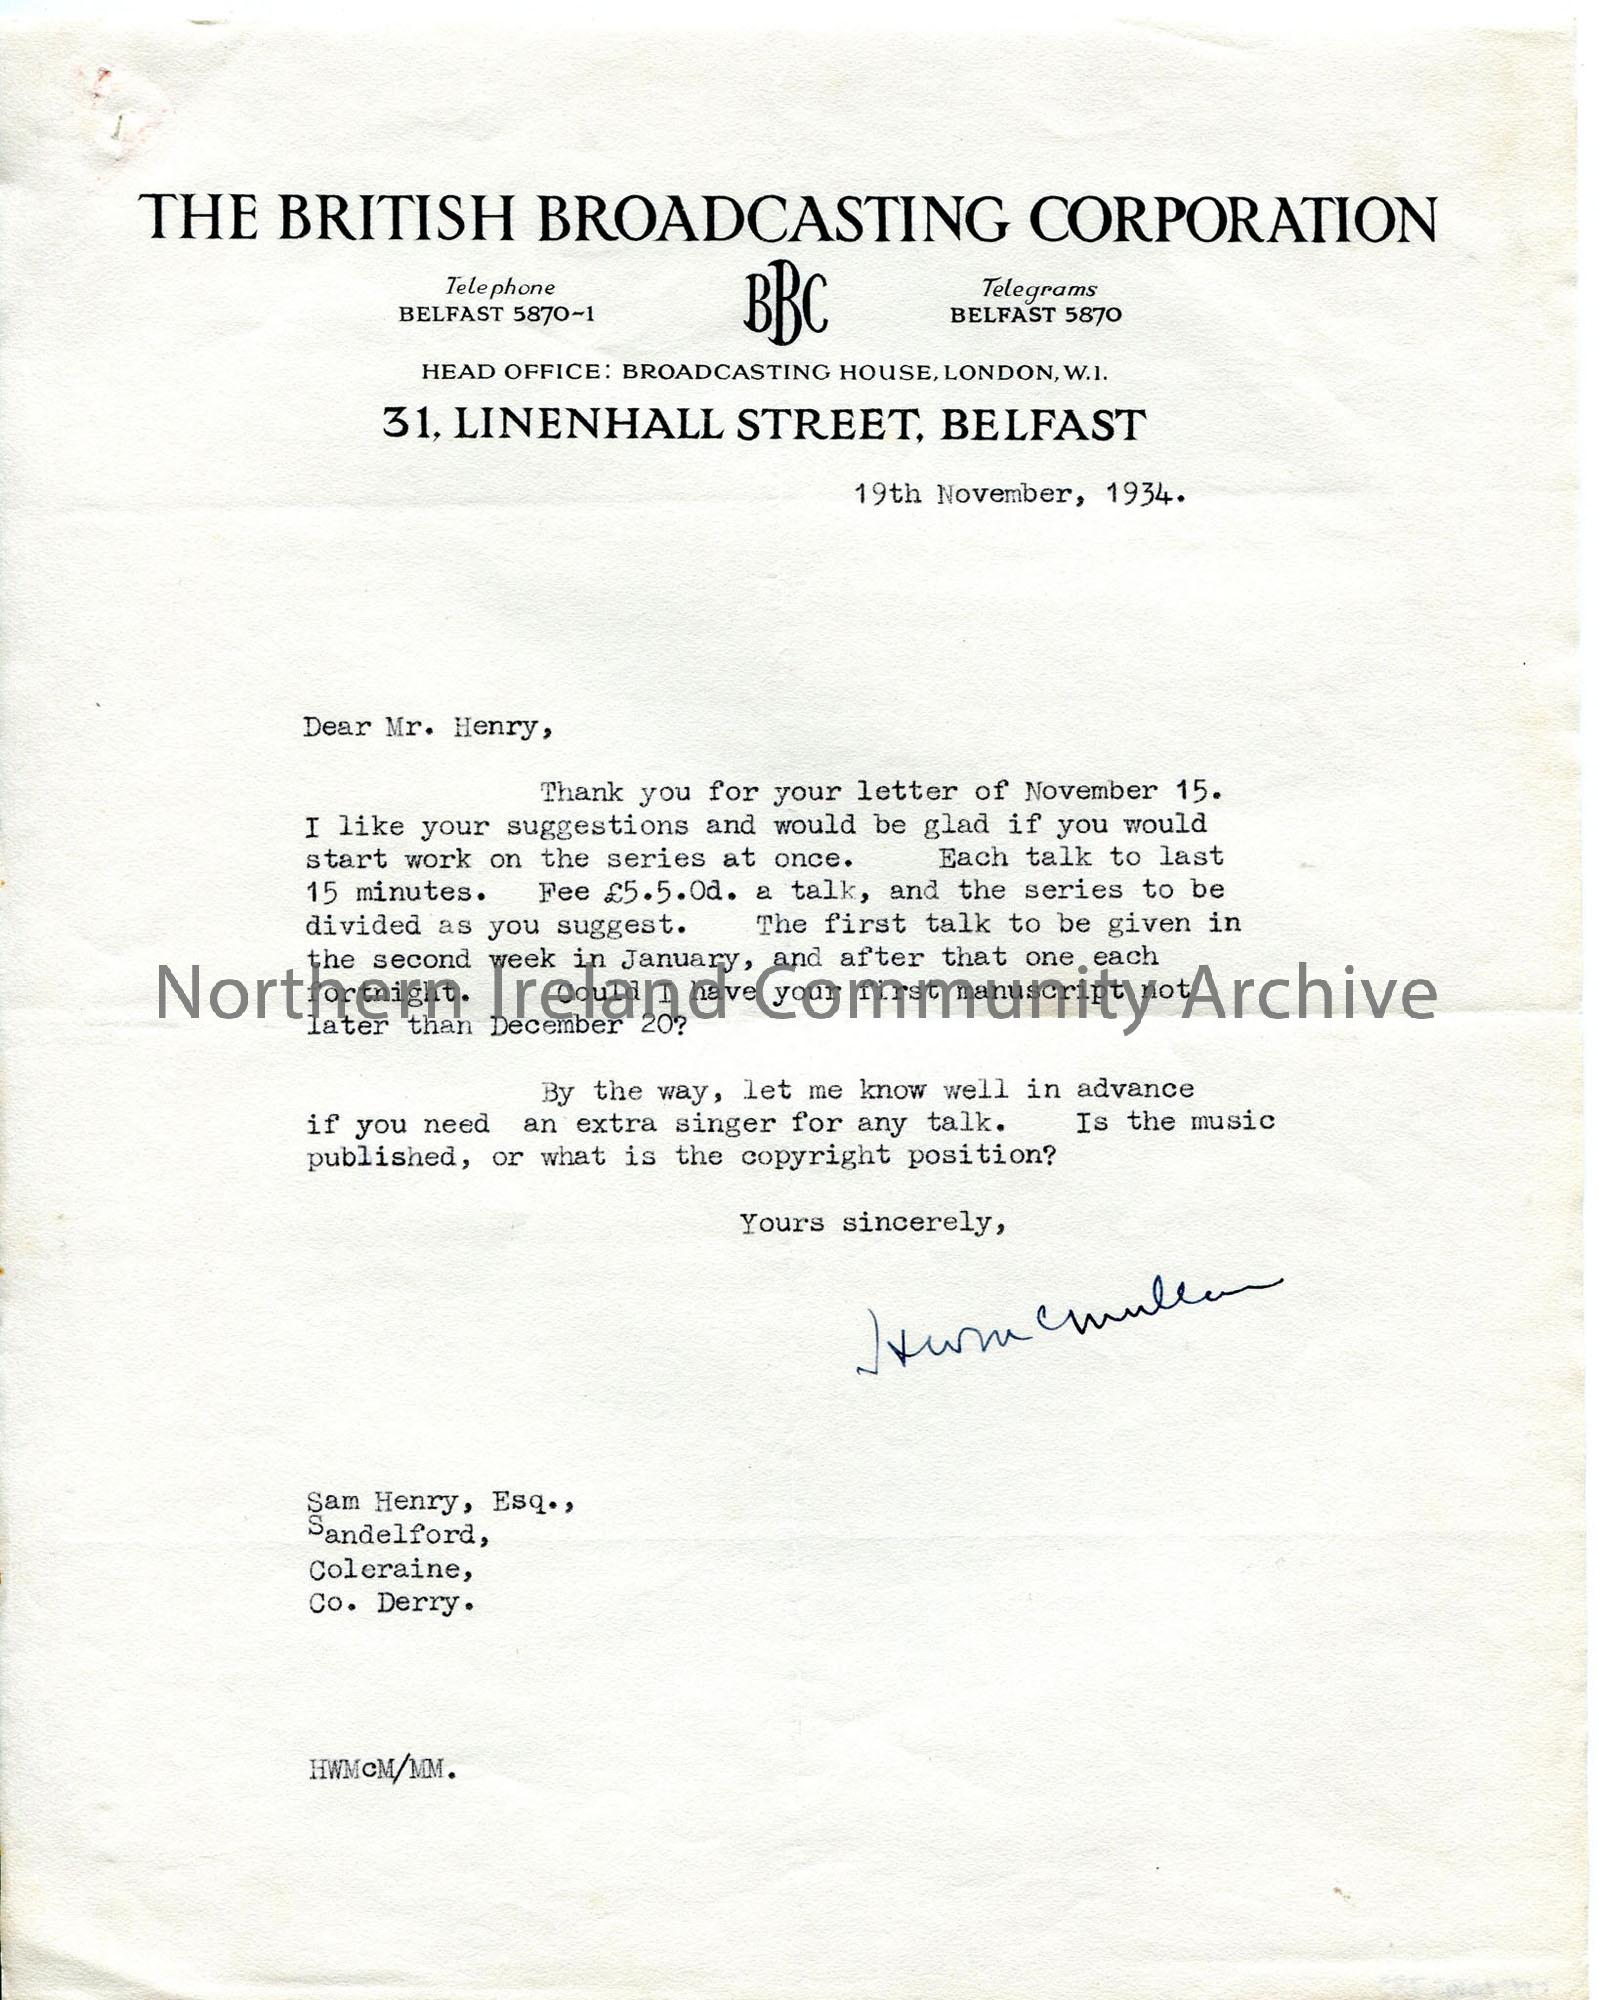 THE BRITISH BROADCASTING CORPORATION
Telephone
BELFAST 5870-1
BBC
Telegrams
BELFAST 5870
HEAD OFFICE: BROADCASTING HOUSE, LONDON, W.1.
31, LINENHALL STREET, BELFAST
19th November, 1934.
Dear Mr. Henry,
Thank you for your letter of November 15.
I like your suggestions and would be glad if you would
start work on the series at once. Each talk to last
15 minutes. Fee £5.5.0d. a talk, and the series to be
divided as you suggest. The first talk to be given in
the second week in January, and after that one each
fortnight. Could I have your first manuscript not
later than December 20?
Northern Ireland Community Archive
By the way, let me know well in advance
if you need an extra singer for any talk. Is the music
published, or what is the copyright position?
Yours sincerely,
HWMcMullan
Sam Henry, Esq.,
Sandelford,
Coleraine,
Co. Derry.
HWMcM/MM.